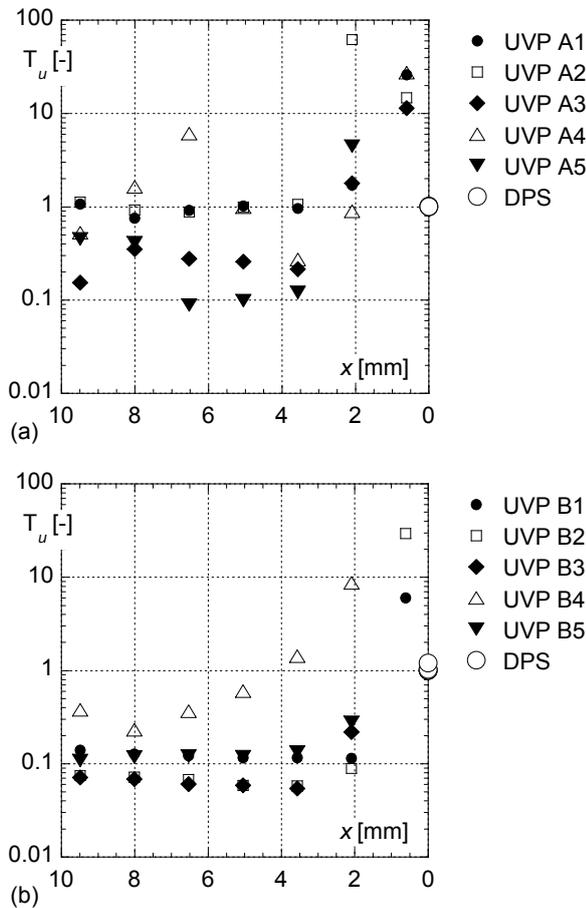 100
T_u [-]
10
1
0.1
0.01
10
8
6
4
2
0
x [mm]
(a)
UVP A1
UVP A2
UVP A3
UVP A4
UVP A5
DPS
100
T_u [-]
10
1
0.1
0.01
10
8
6
4
2
0
x [mm]
(b)
UVP B1
UVP B2
UVP B3
UVP B4
UVP B5
DPS